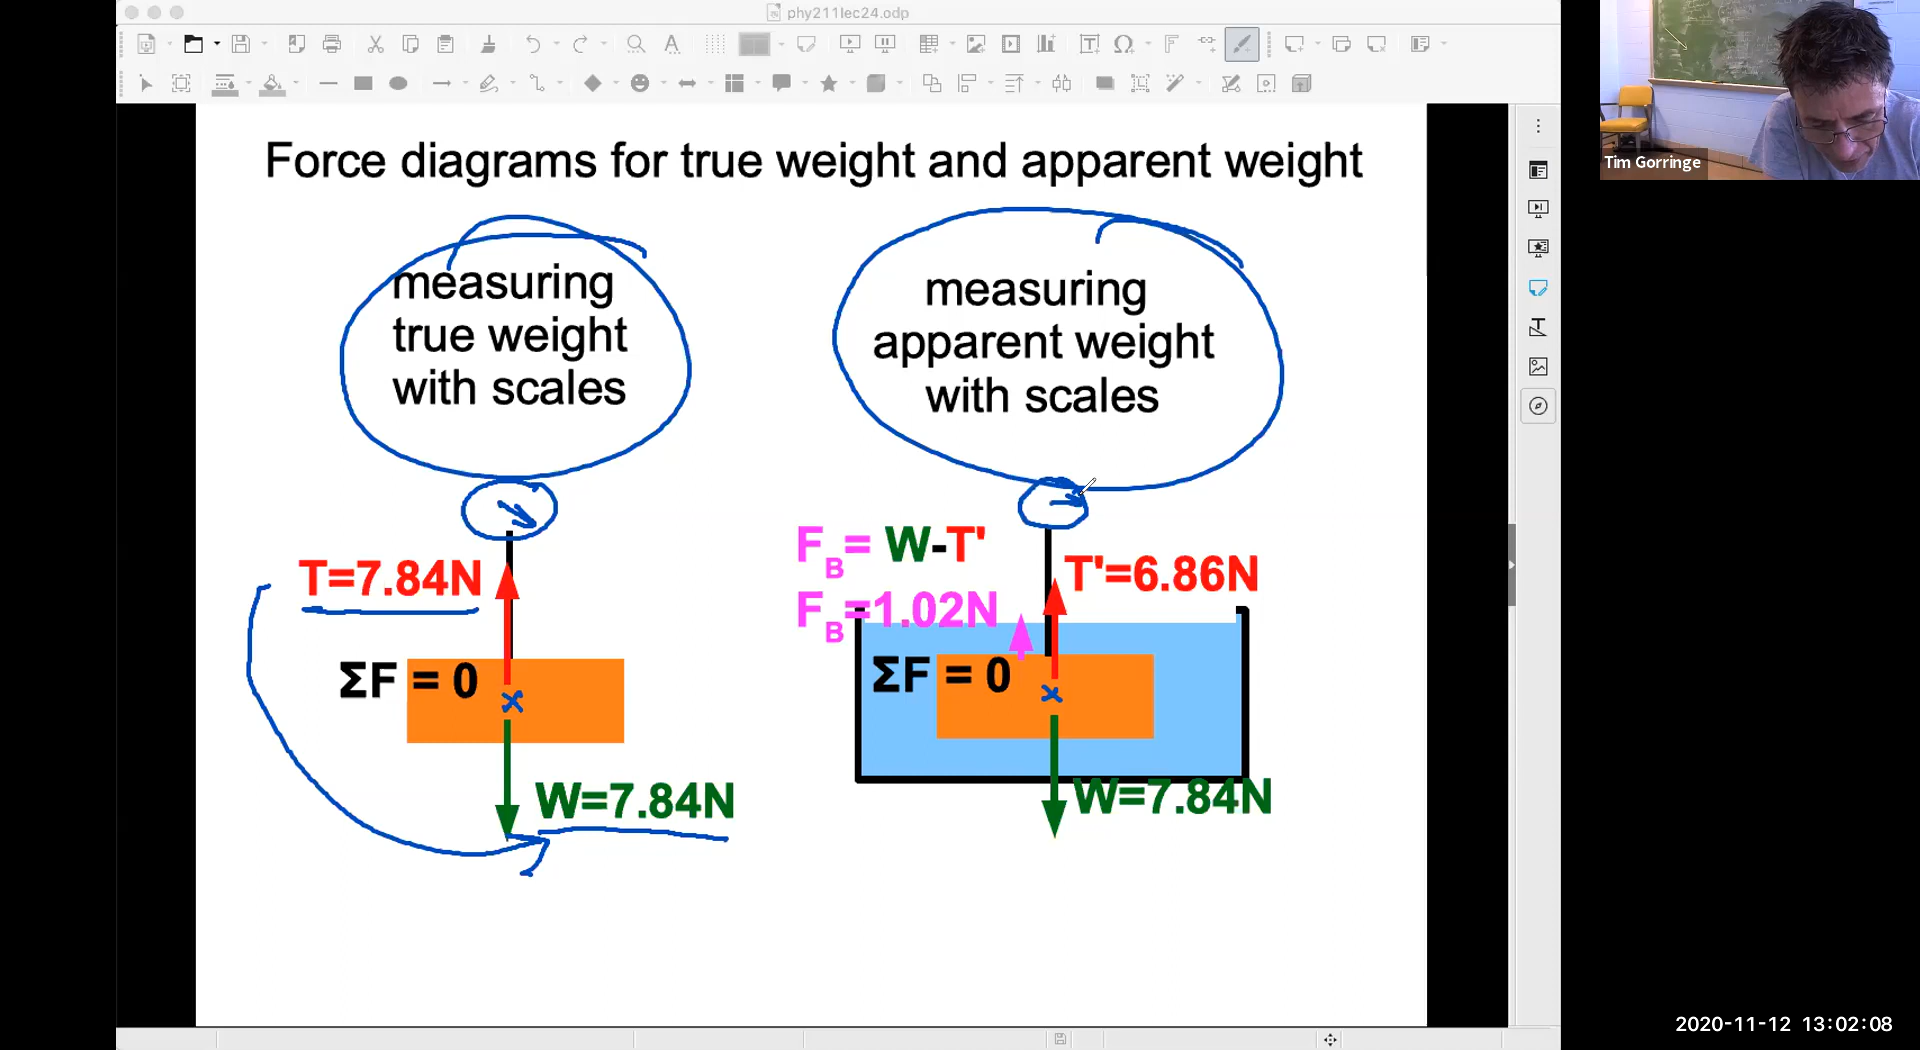 phy211lec24.odp
Force diagrams for true weight and apparent weight
measuring
true weight
with scales
measuring
apparent weight
with scales
T=7.84N
ΣF = 0
W=7.84N
F_B= W-T'
F_B=1.02N
T'=6.86N
ΣF = 0
W=7.84N
Tim Gorringe
2020-11-12 13:02:08